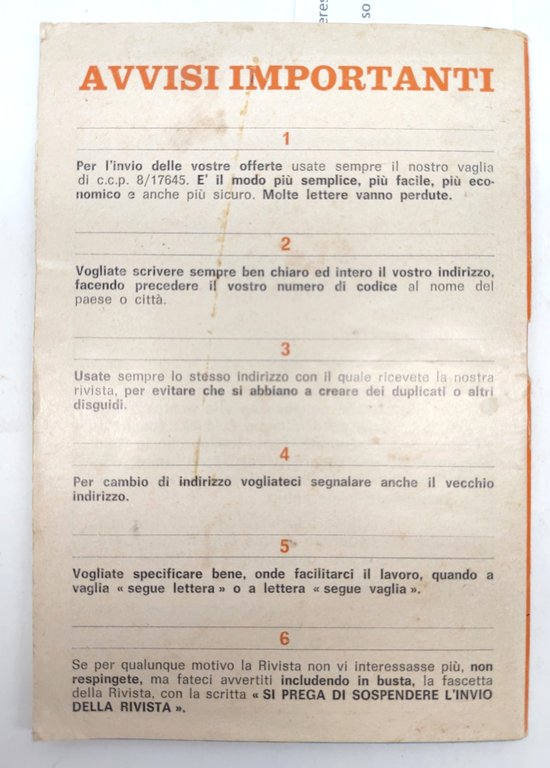 eres
so
AVVISI IMPORTANTI
1
Per l'invio delle vostre offerte usate sempre il nostro vaglia
di c.c.p. 8/17645. E' il modo più semplice, più facile, più eco-
nomico e anche più sicuro. Molte lettere vanno perdute.
2
Vogliate scrivere sempre ben chiaro ed intero il vostro indirizzo,
facendo precedere il vostro numero di codice al nome del
paese o città.
3
Usate sempre lo stesso indirizzo con il quale ricevete la nostra
rivista, per evitare che si abbiano a creare dei duplicati o altri
disguidi.
4
Per cambio di indirizzo vogliateci segnalare anche il vecchio
indirizzo.
5
Vogliate specificare bene, onde facilitarci il lavoro, quando a
vaglia « segue lettera » o a lettera « segue vaglia ».
6
Se per qualunque motivo la Rivista non vi interessasse più, non
respingete, ma fateci avvertiti includendo in busta, la fascetta
della Rivista, con la scritta « SI PREGA DI SOSPENDERE L'INVIO
DELLA RIVISTA ».